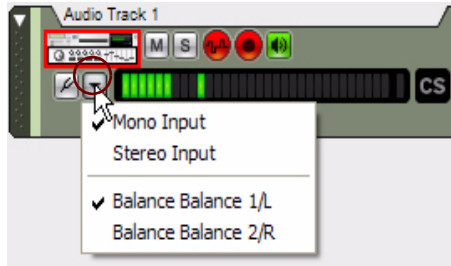 Audio Track 1
M S
CS
Mono Input
Stereo Input
Balance Balance 1/L
Balance Balance 2/R